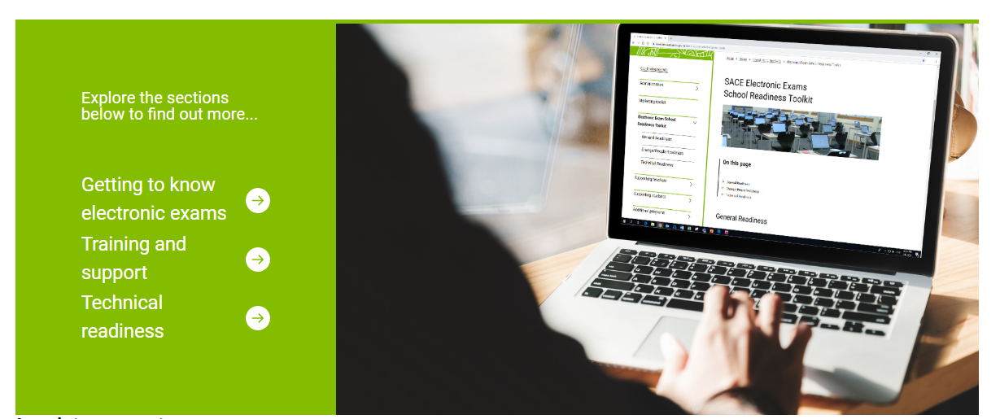 Explore the sections
below to find out more...
Getting to know
electronic exams
Training and
support
Technical
readiness
SACE Electronic Exams
School Readiness Toolkit
Administration
Marketing toolkit
Electronic Exam School
Readiness Toolkit
General Readiness
Change/People Readiness
Technical Readiness
Supporting teachers
Supporting students
Additional programs
On this page
General Readiness
Change/People Readiness
Technical Readiness
General Readiness